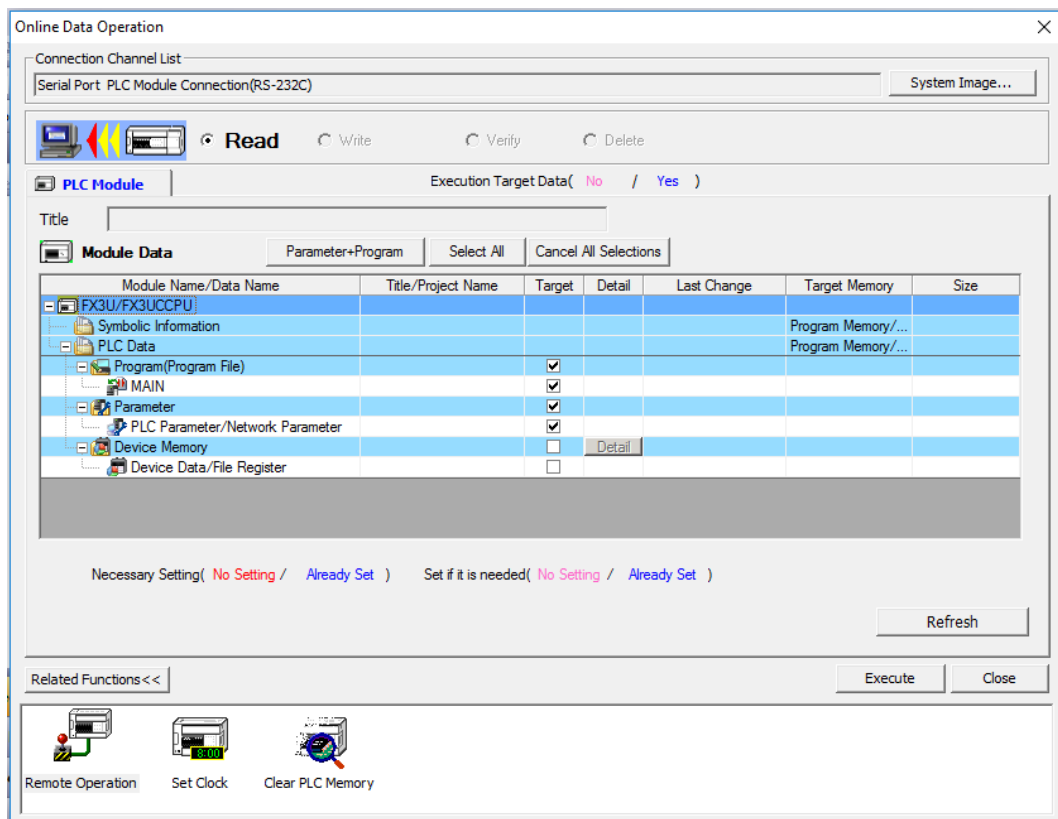 Online Data Operation
Connection Channel List
Serial Port PLC Module Connection(RS-232C)
System Image...
Read Write Verify Delete
PLC Module
Execution Target Data( No / Yes )
Title
Module Data
Parameter+Program Select All Cancel All Selections
Module Name/Data Name Title/Project Name Target Detail Last Change Target Memory Size
FX3U/FX3UCCPU
Symbolic Information Program Memory/...
PLC Data Program Memory/...
Program(Program File)
MAIN
Parameter
PLC Parameter/Network Parameter
Device Memory Detail
Device Data/File Register
Necessary Setting( No Setting / Already Set ) Set if it is needed( No Setting / Already Set )
Refresh
Related Functions<<
Execute Close
8:00
Remote Operation Set Clock Clear PLC Memory